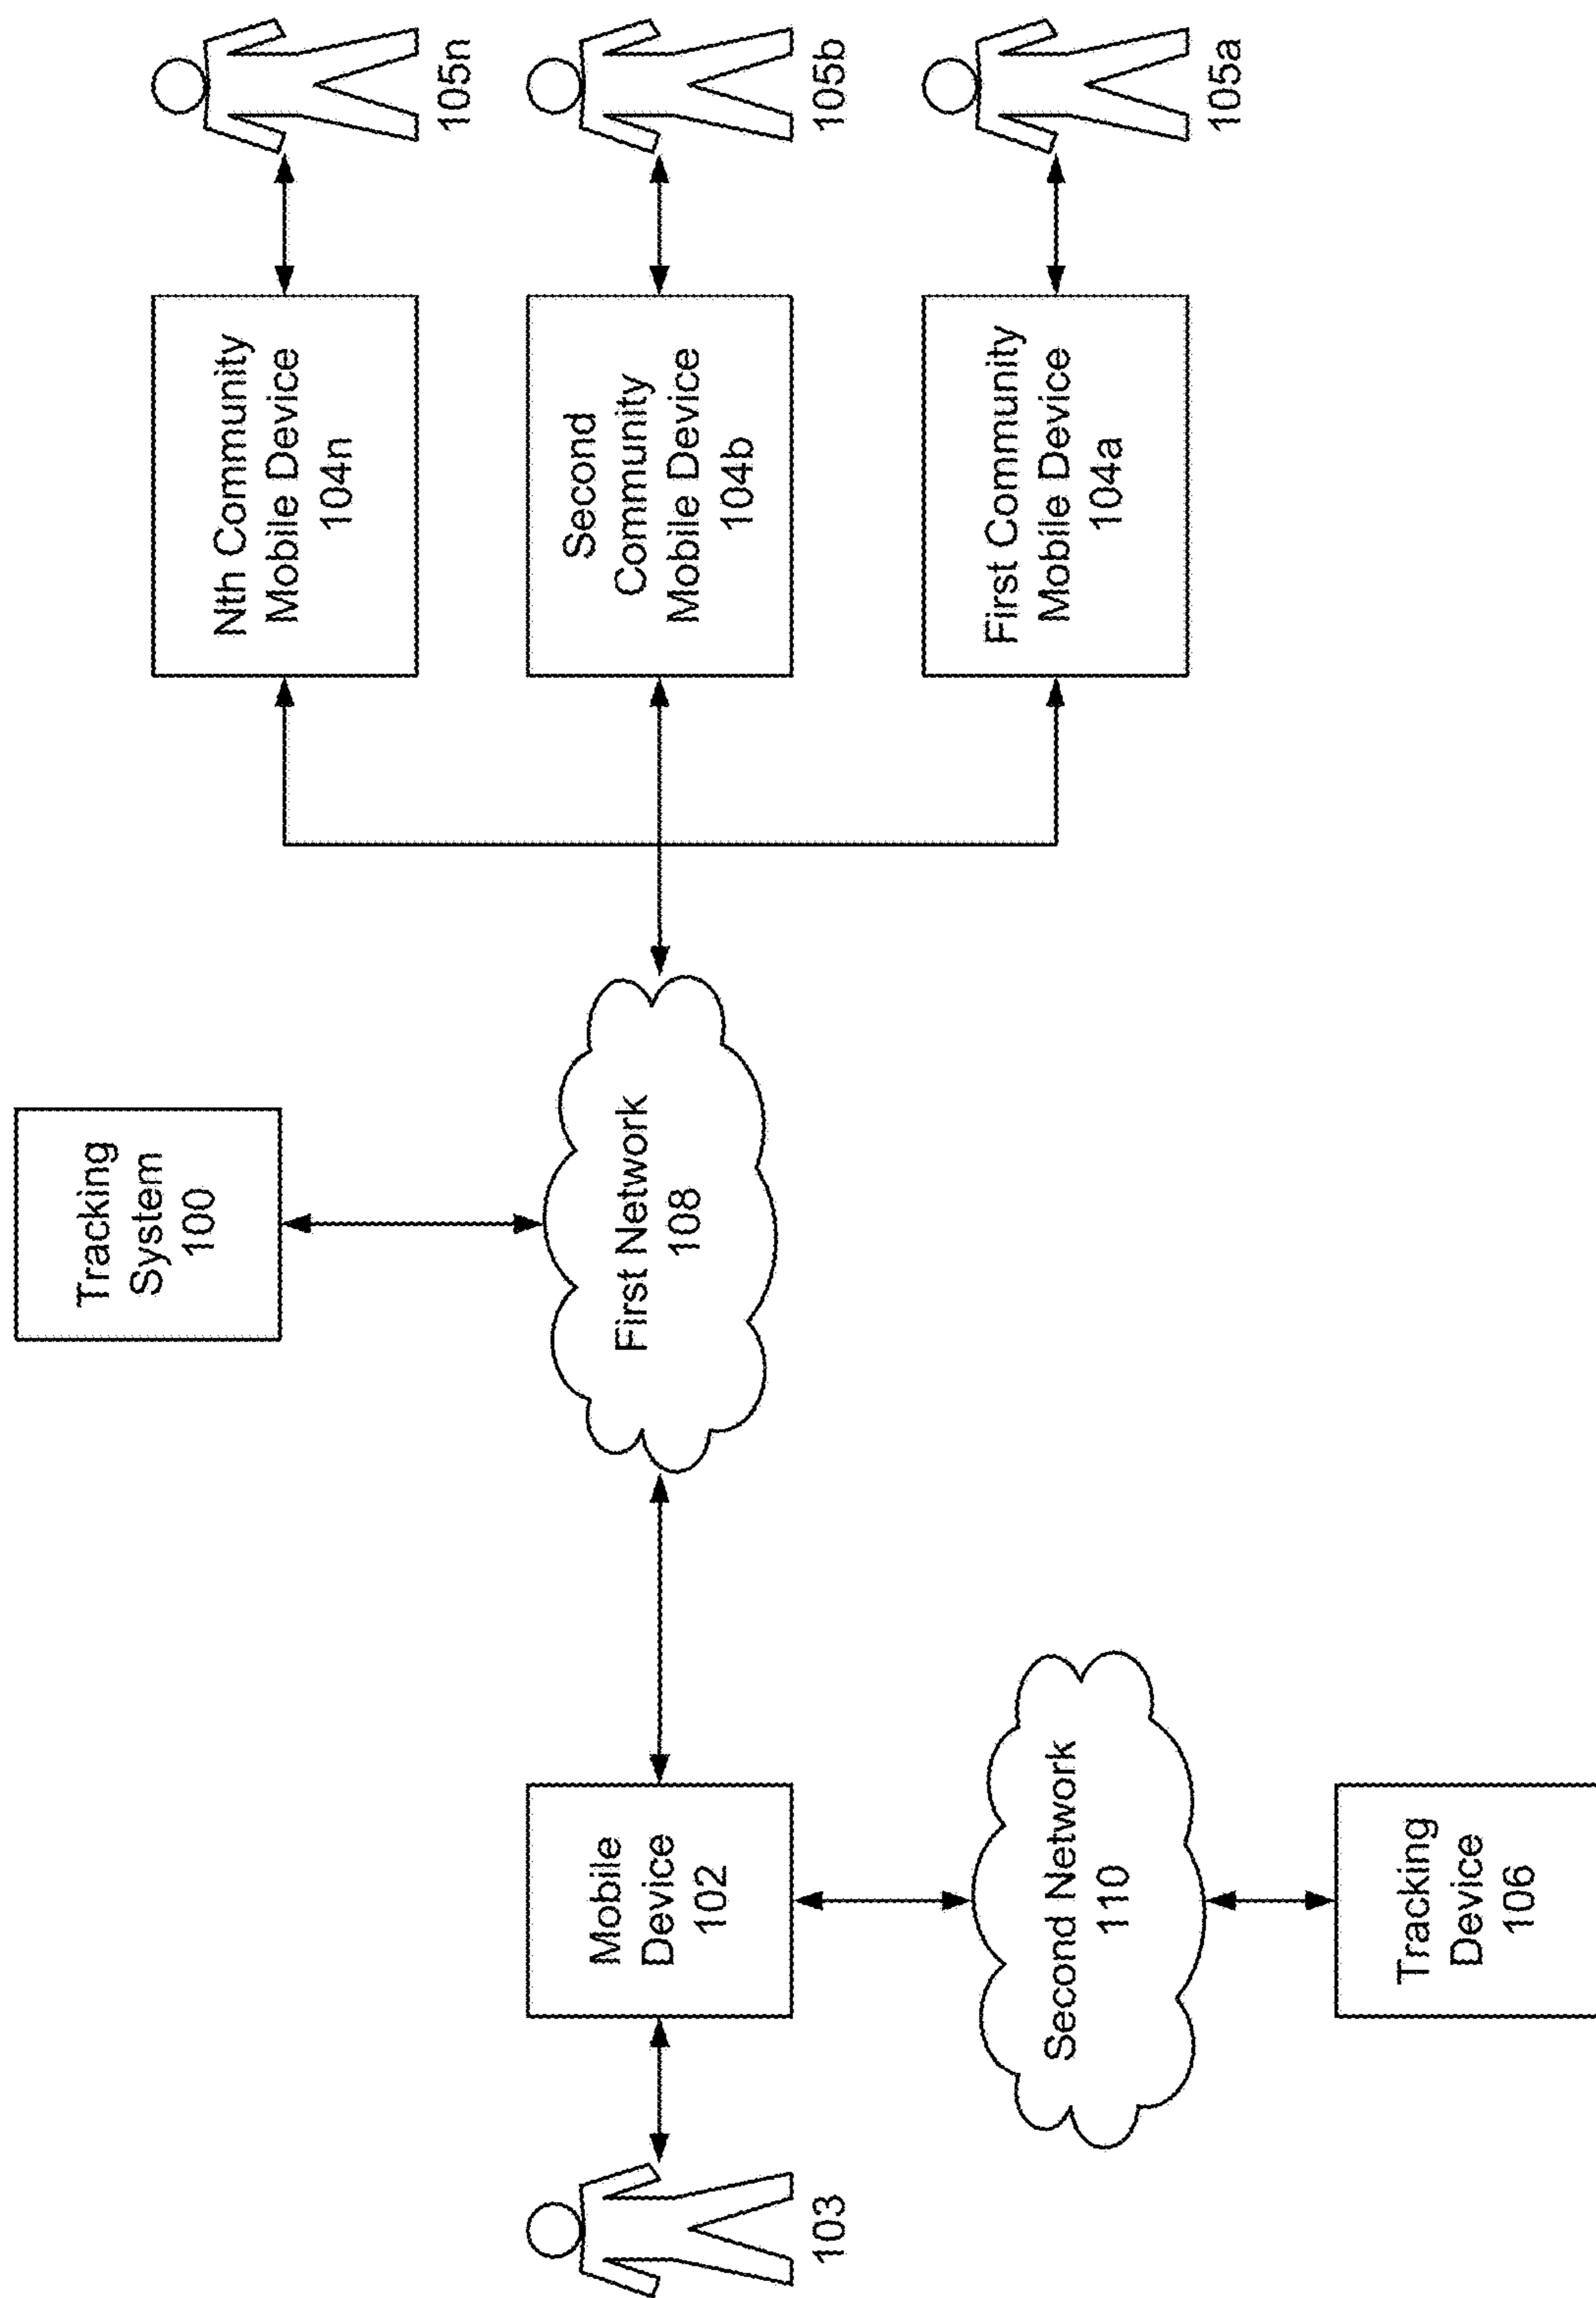 Tracking
System
100
Nth Community
Mobile Device
104n
105n
103
Mobile
Device
102
First Network
108
Second
Community
Mobile Device
104b
105b
Second Network
110
First Community
Mobile Device
104a
105a
Tracking
Device
106